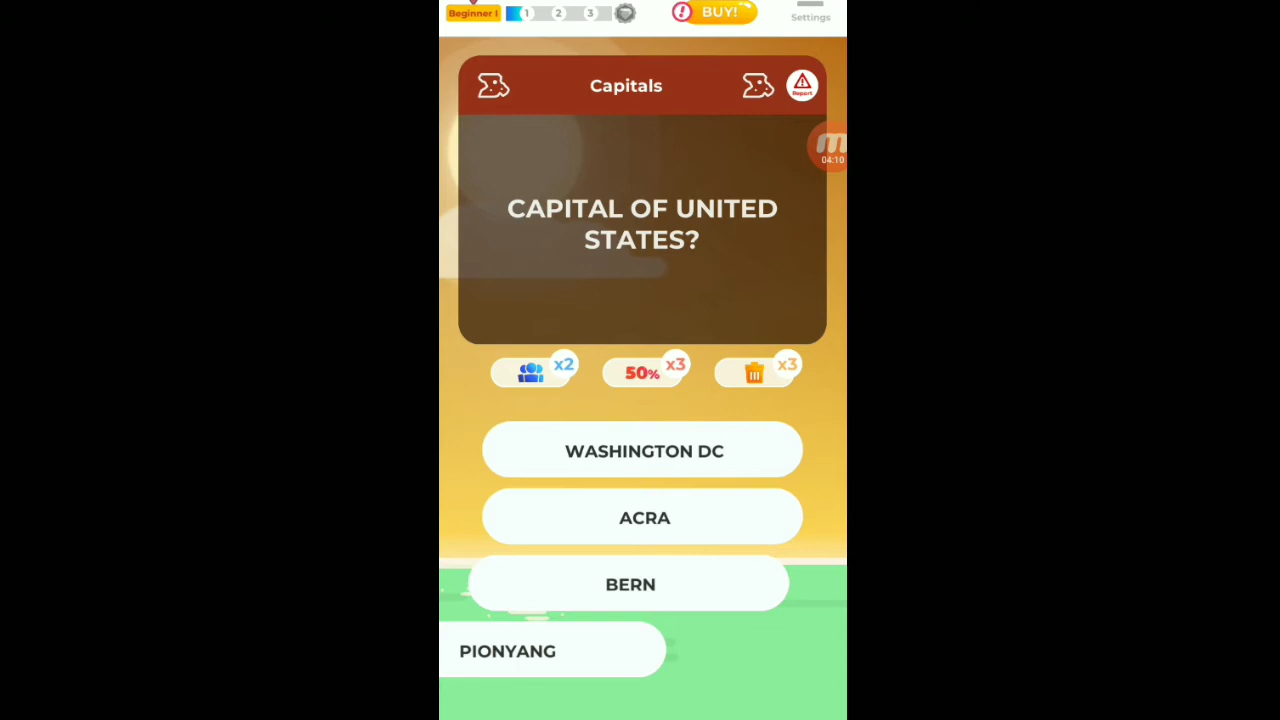 Beginner I
1
2
3
BUY!
Settings
Capitals
Report
04:10
CAPITAL OF UNITED
STATES?
x2
50%
x3
x3
WASHINGTON DC
ACRA
BERN
PIONYANG